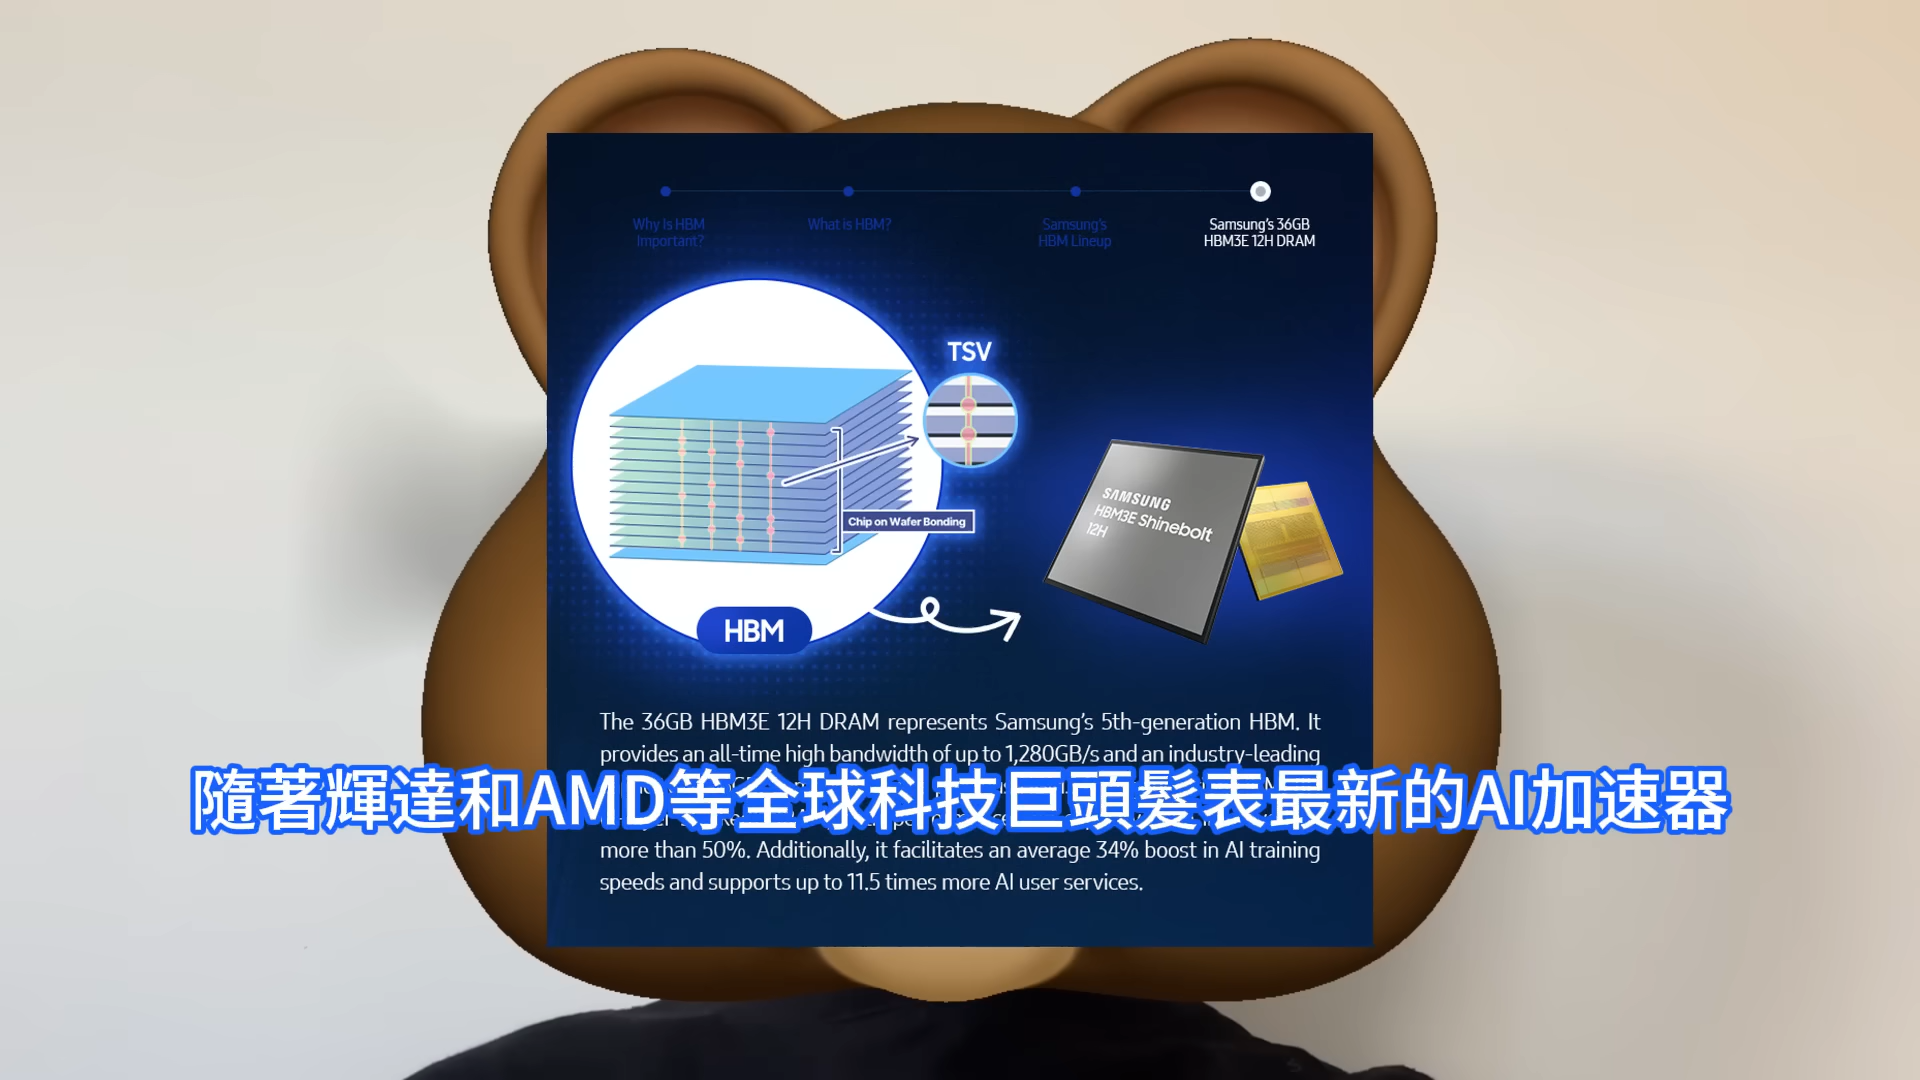 Why Is HBM
Important?
What is HBM?
Samsung's
HBM Lineup
Samsung's 36GB
HBM3E 12H DRAM
TSV
Chip on Wafer Bonding
HBM
SAMSUNG
HBM3E Shinebolt
12H
The 36GB HBM3E 12H DRAM represents Samsung's 5th-generation HBM. It
provides an all-time high bandwidth of up to 1,280GB/s and an industry-leading
隨著輝達和AMD等全球科技巨頭髮表最新的AI加速器
more than 50%. Additionally, it facilitates an average 34% boost in AI training
speeds and supports up to 11.5 times more AI user services.